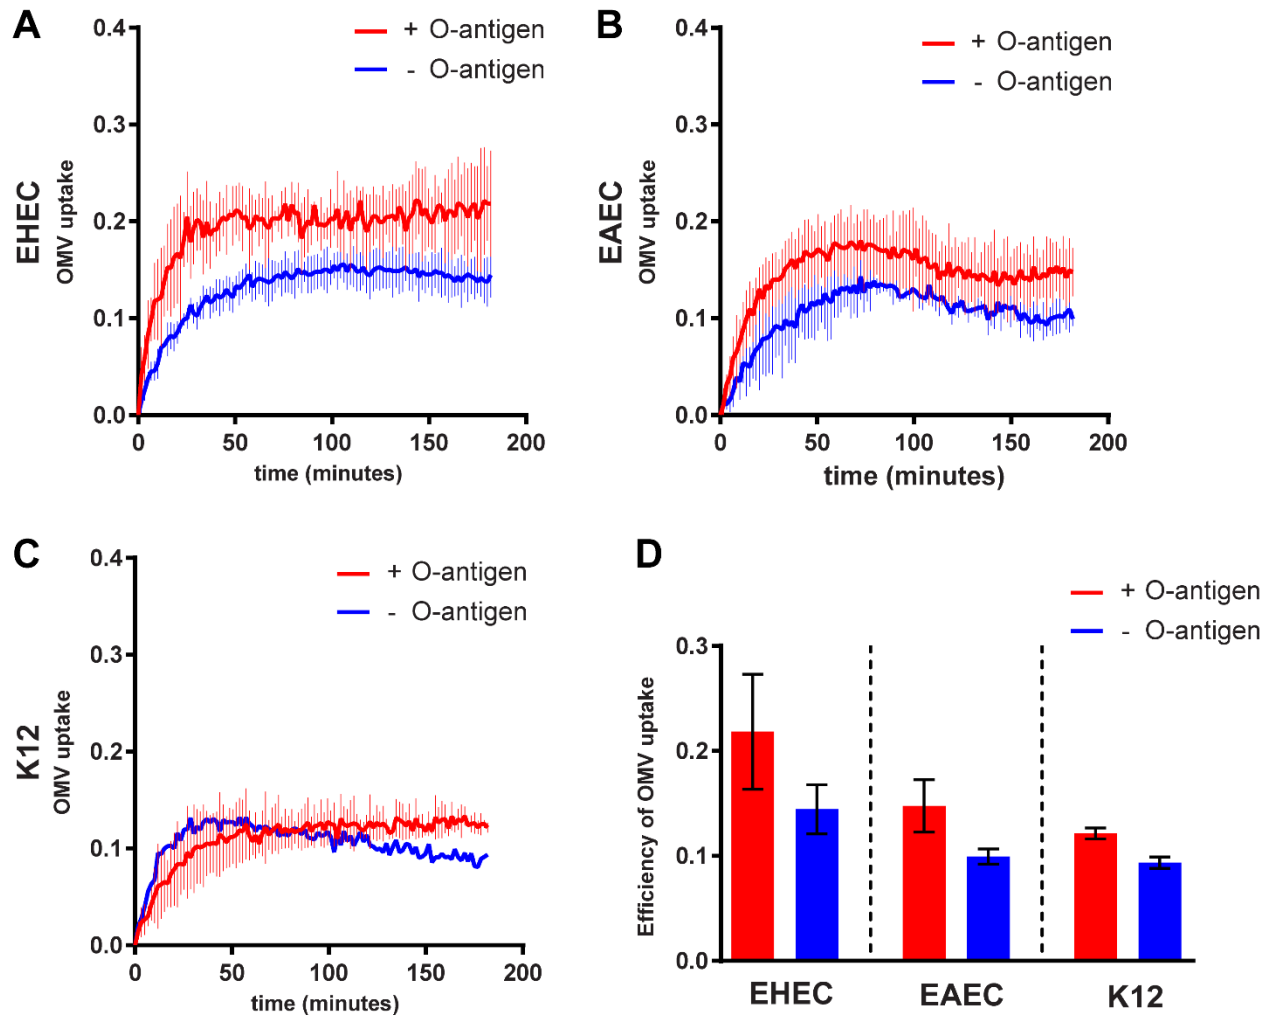 A
EHEC
OMV uptake
0.4
0.3
0.2
0.1
0.0
0 50 100 150 200
time (minutes)
+ O-antigen
- O-antigen
B
EAEC
OMV uptake
0.4
0.3
0.2
0.1
0.0
0 50 100 150 200
time (minutes)
+ O-antigen
- O-antigen
C
K12
OMV uptake
0.4
0.3
0.2
0.1
0.0
0 50 100 150 200
time (minutes)
+ O-antigen
- O-antigen
D
+ O-antigen
- O-antigen
Efficiency of OMV uptake
0.3
0.2
0.1
0.0
EHEC EAEC K12